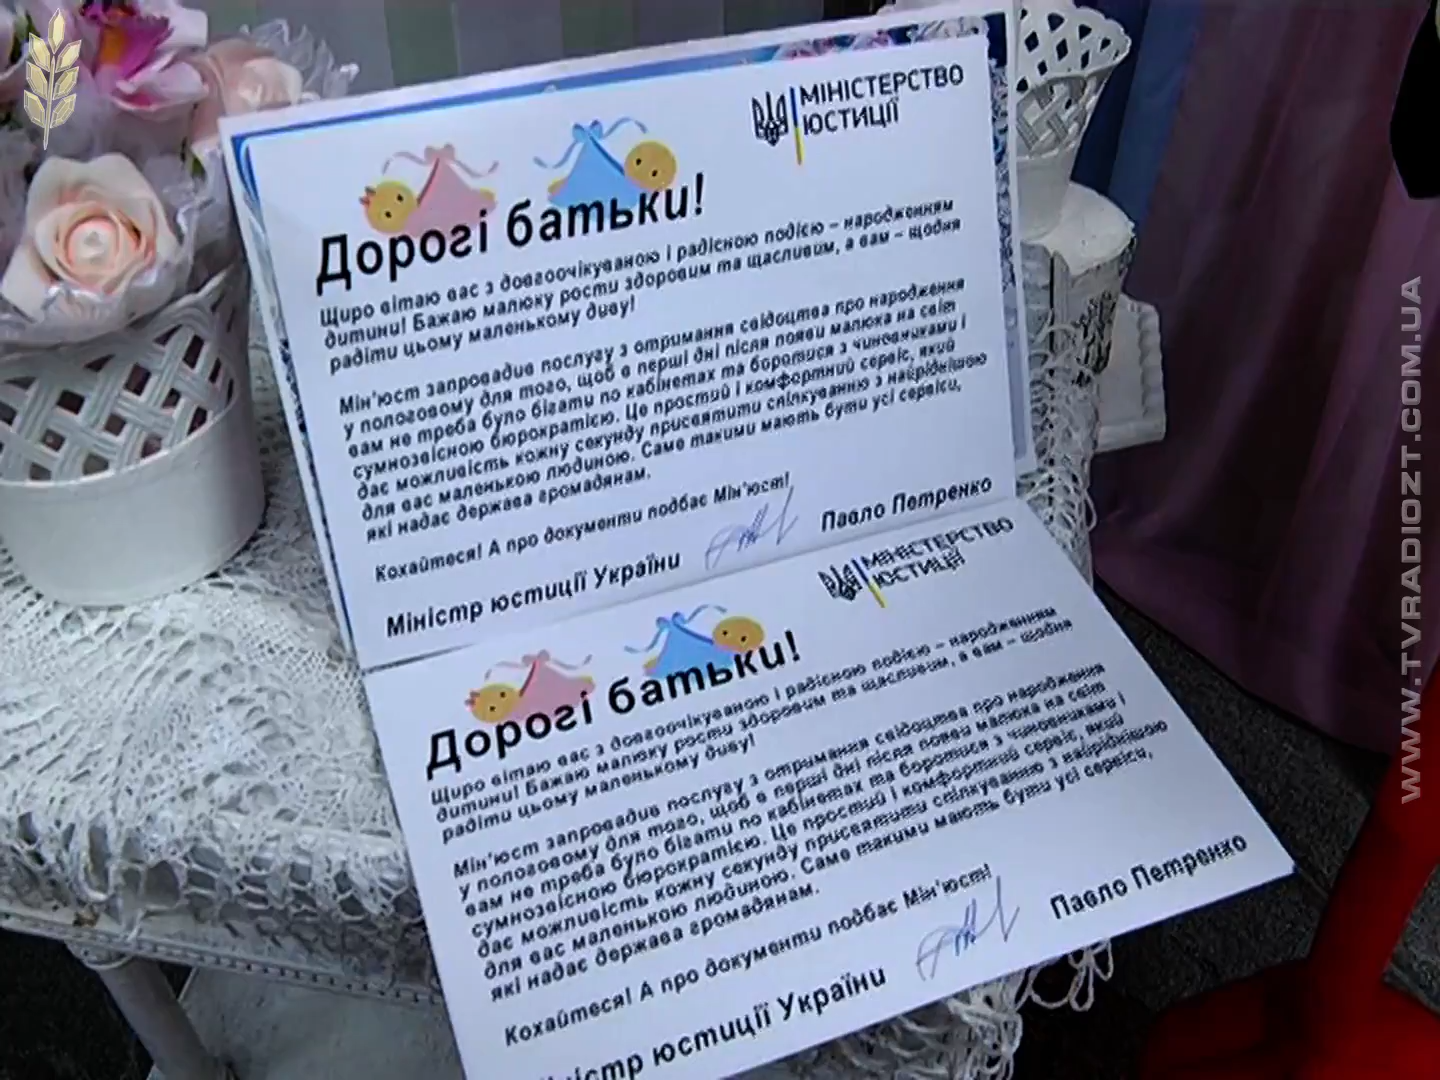 МІНІСТЕРСТВО
ЮСТИЦІЇ
Дорогі батьки!
Щиро вітаю вас з довгоочікуваною і радісною подією – народженням
дитини! Бажаю малюку рости здоровим та щасливим, а вам – щодня
радіти цьому маленькому диву!
Мін'юст запровадив послугу з отримання свідоцтва про народження
у пологовому для того, щоб в перші дні після появи малюка на світ
вам не треба було бігати по кабінетах та боротися з чиновниками і
сумнозвісною бюрократією. Це простий і комфортний сервіс, який
дає можливість кожну секунду присвятити спілкуванню з найріднішою
для вас маленькою людиною. Саме такими мають бути усі сервіси,
які надає держава громадянам.
Кохайтеся! А про документи подбає Мін'юст!
Міністр юстиції України Павло Петренко
МІНІСТЕРСТВО
ЮСТИЦІЇ
Дорогі батьки!
Щиро вітаю вас з довгоочікуваною і радісною подією – народженням
дитини! Бажаю малюку рости здоровим та щасливим, а вам – щодня
радіти цьому маленькому диву!
Мін'юст запровадив послугу з отримання свідоцтва про народження
у пологовому для того, щоб в перші дні після появи малюка на світ
вам не треба було бігати по кабінетах та боротися з чиновниками і
сумнозвісною бюрократією. Це простий і комфортний сервіс, який
дає можливість кожну секунду присвятити спілкуванню з найріднішою
для вас маленькою людиною. Саме такими мають бути усі сервіси,
які надає держава громадянам.
Кохайтеся! А про документи подбає Мін'юст!
ністр юстиції України Павло Петренко
WWW.TVRADIOZT.COM.UA